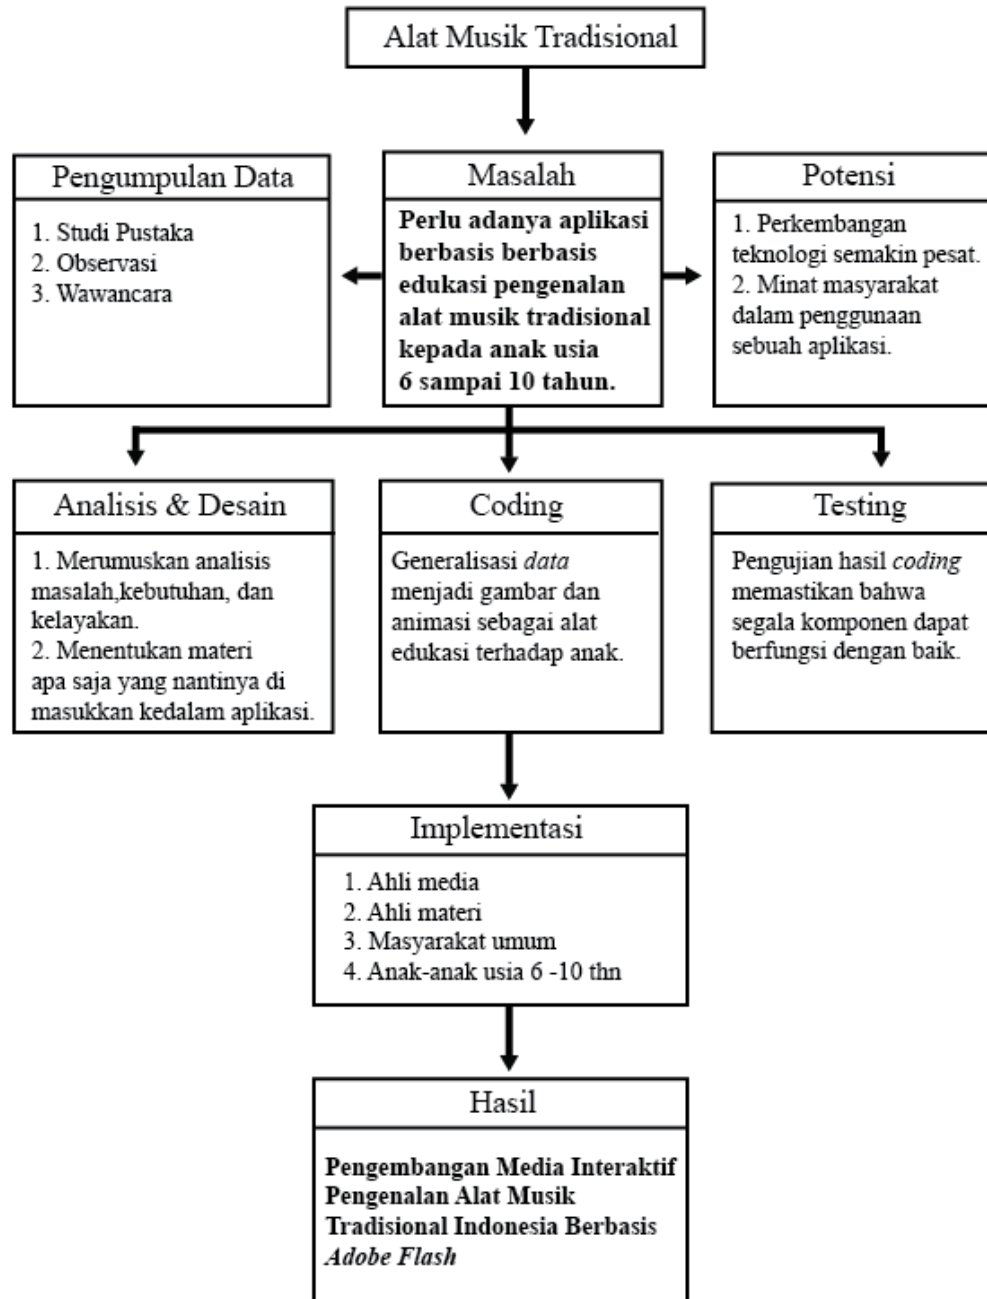 Alat Musik Tradisional
Pengumpulan Data
1. Studi Pustaka
2. Observasi
3. Wawancara
Masalah
Perlu adanya aplikasi
berbasis berbasis
edukasi pengenalan
alat musik tradisional
kepada anak usia
6 sampai 10 tahun.
Potensi
1. Perkembangan
teknologi semakin pesat.
2. Minat masyarakat
dalam penggunaan
sebuah aplikasi.
Analisis & Desain
1. Merumuskan analisis
masalah,kebutuhan, dan
kelayakan.
2. Menentukan materi
apa saja yang nantinya di
masukkan kedalam aplikasi.
Coding
Generalisasi data
menjadi gambar dan
animasi sebagai alat
edukasi terhadap anak.
Testing
Pengujian hasil coding
memastikan bahwa
segala komponen dapat
berfungsi dengan baik.
Implementasi
1. Ahli media
2. Ahli materi
3. Masyarakat umum
4. Anak-anak usia 6 -10 thn
Hasil
Pengembangan Media Interaktif
Pengenalan Alat Musik
Tradisional Indonesia Berbasis
Adobe Flash